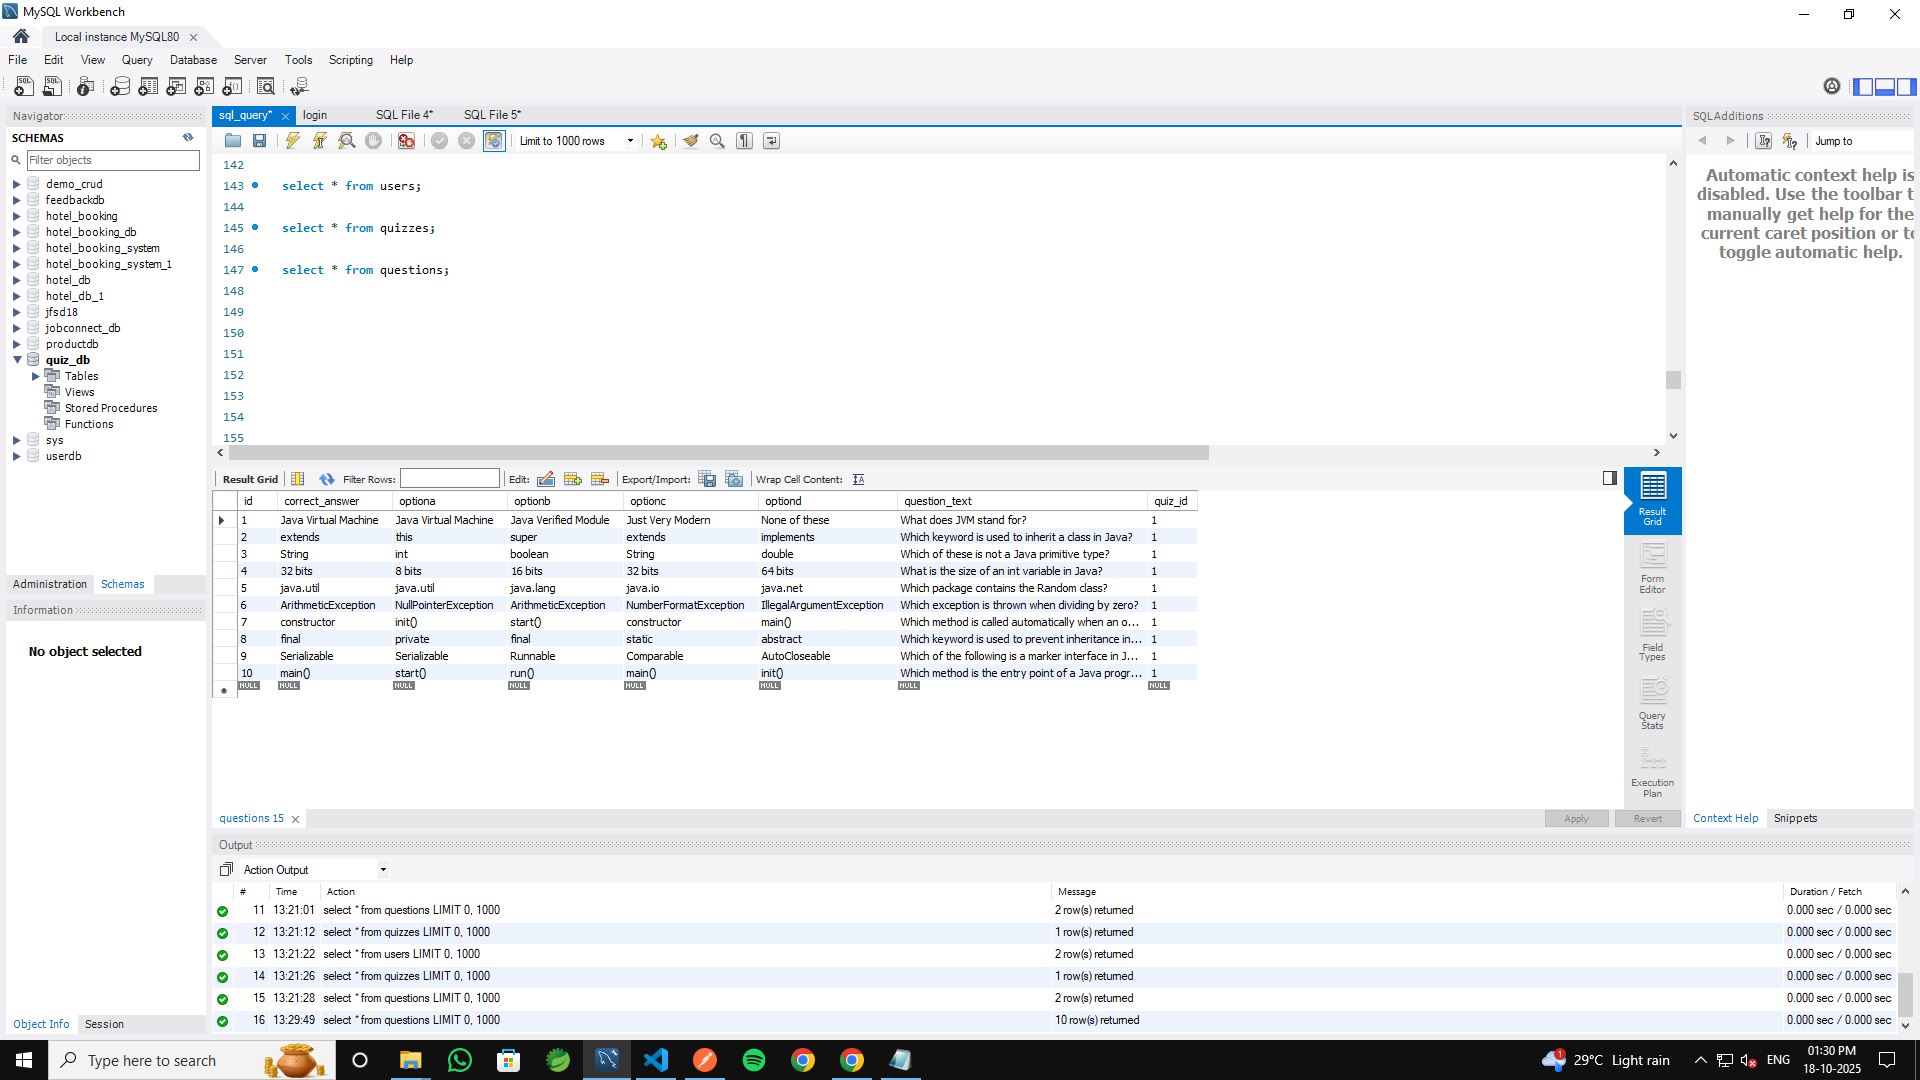 MySQL Workbench
Local instance MySQL80
File Edit View Query Database Server Tools Scripting Help
Navigator
SCHEMAS
Filter objects
demo_crud
feedbackdb
hotel_booking
hotel_booking_db
hotel_booking_system
hotel_booking_system_1
hotel_db
hotel_db_1
jfsd18
jobconnect_db
productdb
quiz_db
Tables
Views
Stored Procedures
Functions
sys
userdb
Administration Schemas
Information
No object selected
Object Info Session
sql_query* login SQL File 4* SQL File 5*
Limit to 1000 rows
142
143 select * from users;
144
145 select * from quizzes;
146
147 select * from questions;
148
149
150
151
152
153
154
155
Result Grid Filter Rows: Edit: Export/Import: Wrap Cell Content:
id correct_answer optiona optionb optionc optiond question_text quiz_id
1 Java Virtual Machine Java Virtual Machine Java Verified Module Just Very Modern None of these What does JVM stand for? 1
2 extends this super extends implements Which keyword is used to inherit a class in Java? 1
3 String int boolean String double Which of these is not a Java primitive type? 1
4 32 bits 8 bits 16 bits 32 bits 64 bits What is the size of an int variable in Java? 1
5 java.util java.util java.lang java.io java.net Which package contains the Random class? 1
6 ArithmeticException NullPointerException ArithmeticException NumberFormatException IllegalArgumentException Which exception is thrown when dividing by zero? 1
7 constructor init() start() constructor main() Which method is called automatically when an o... 1
8 final private final static abstract Which keyword is used to prevent inheritance in... 1
9 Serializable Serializable Runnable Comparable AutoCloseable Which of the following is a marker interface in J... 1
10 main() start() run() main() init() Which method is the entry point of a Java progr... 1
NULL NULL NULL NULL NULL NULL NULL NULL
Result Grid
Form Editor
Field Types
Query Stats
Execution Plan
questions 15
Apply Revert
SQLAdditions
Jump to
Automatic context help is
disabled. Use the toolbar t
manually get help for the
current caret position or to
toggle automatic help.
Context Help Snippets
Output
Action Output
# Time Action Message Duration / Fetch
11 13:21:01 select * from questions LIMIT 0, 1000 2 row(s) returned 0.000 sec / 0.000 sec
12 13:21:12 select * from quizzes LIMIT 0, 1000 1 row(s) returned 0.000 sec / 0.000 sec
13 13:21:22 select * from users LIMIT 0, 1000 2 row(s) returned 0.000 sec / 0.000 sec
14 13:21:26 select * from quizzes LIMIT 0, 1000 1 row(s) returned 0.000 sec / 0.000 sec
15 13:21:28 select * from questions LIMIT 0, 1000 2 row(s) returned 0.000 sec / 0.000 sec
16 13:29:49 select * from questions LIMIT 0, 1000 10 row(s) returned 0.000 sec / 0.000 sec
Type here to search
1 29°C Light rain
ENG
01:30 PM
18-10-2025